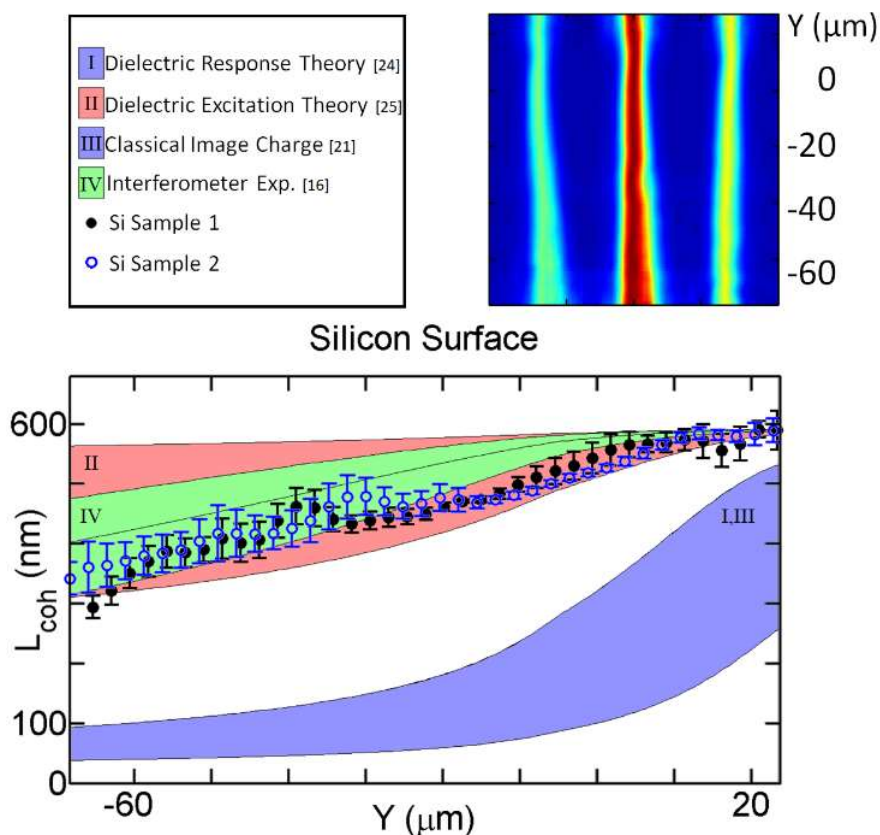 I Dielectric Response Theory [24]
II Dielectric Excitation Theory [25]
III Classical Image Charge [21]
IV Interferometer Exp. [16]
Si Sample 1
Si Sample 2
Y (μm)
0
-20
-40
-60
Silicon Surface
600
II
IV
I,III
L_coh (nm)
100
0
-60
Y (μm)
20